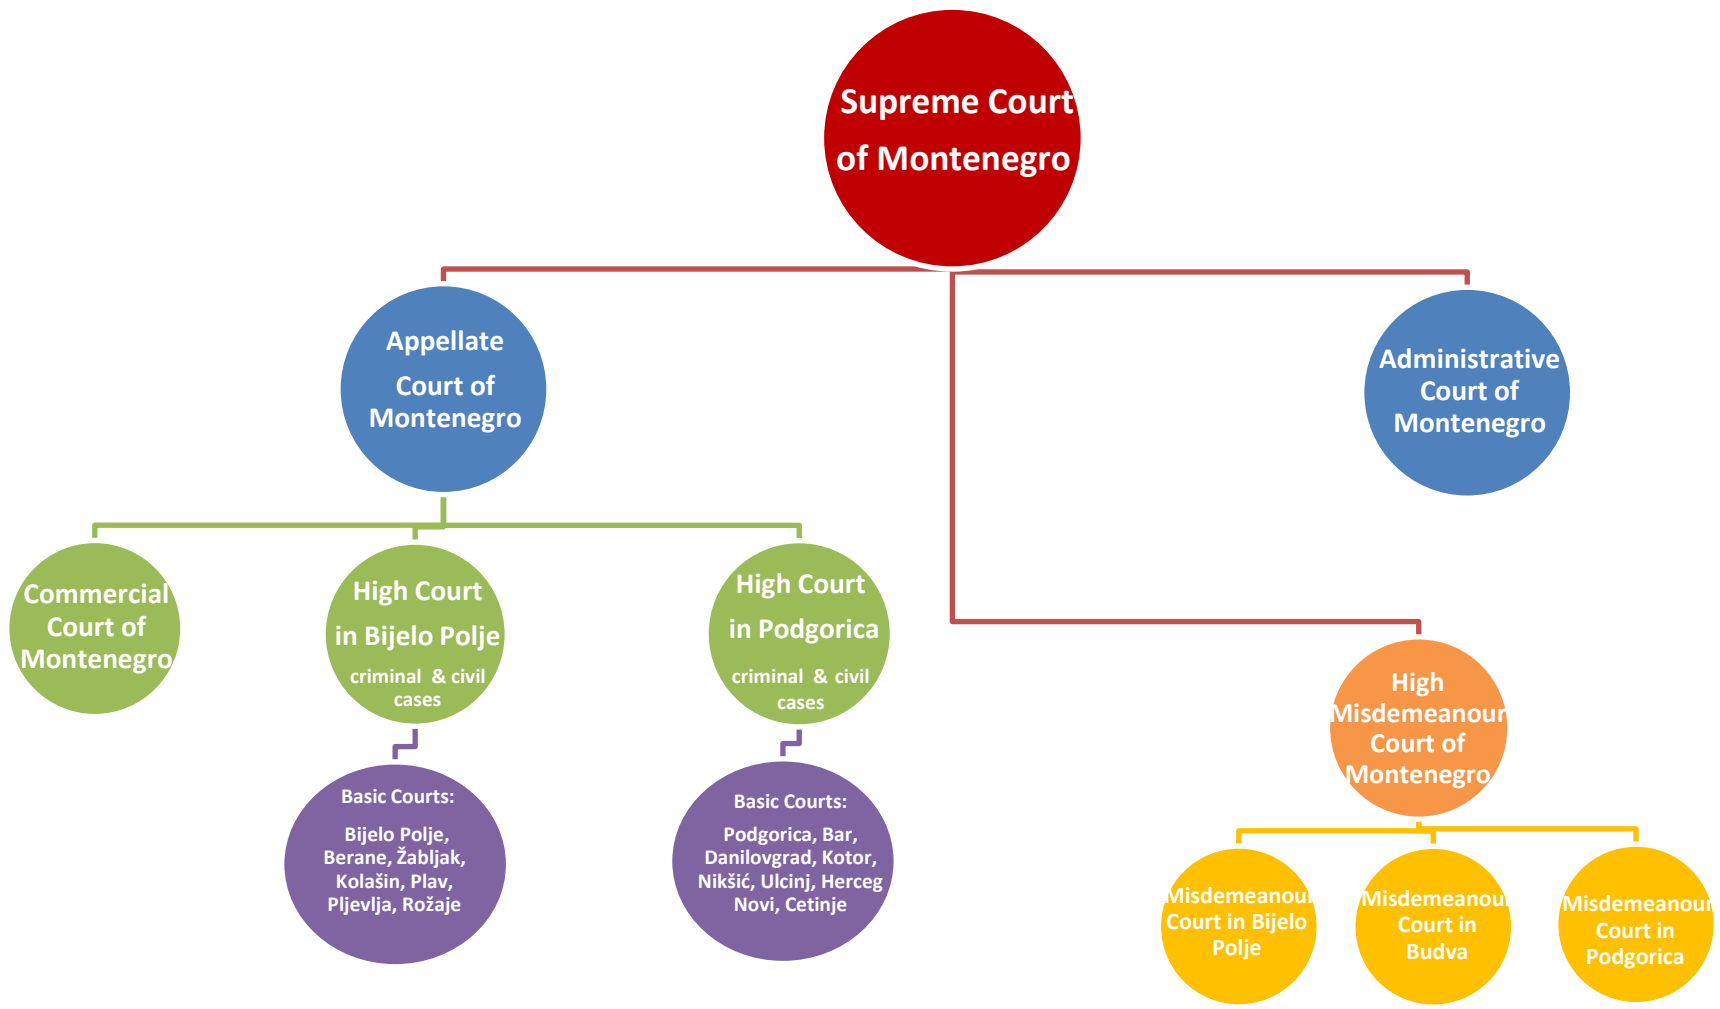 Supreme Court
of Montenegro
Appellate
Court of
Montenegro
Administrative
Court of
Montenegro
Commercial
Court of
Montenegro
High Court
in Bijelo Polje
criminal & civil
cases
High Court
in Podgorica
criminal & civil
cases
High
Misdemeanour
Court of
Montenegro
Basic Courts:
Bijelo Polje,
Berane, Žabljak,
Kolašin, Plav,
Pljevlja, Rožaje
Basic Courts:
Podgorica, Bar,
Danilovgrad, Kotor,
Nikšić, Ulcinj, Herceg
Novi, Cetinje
Misdemeanour
Court in Bijelo
Polje
Misdemeanour
Court in
Budva
Misdemeanour
Court in
Podgorica